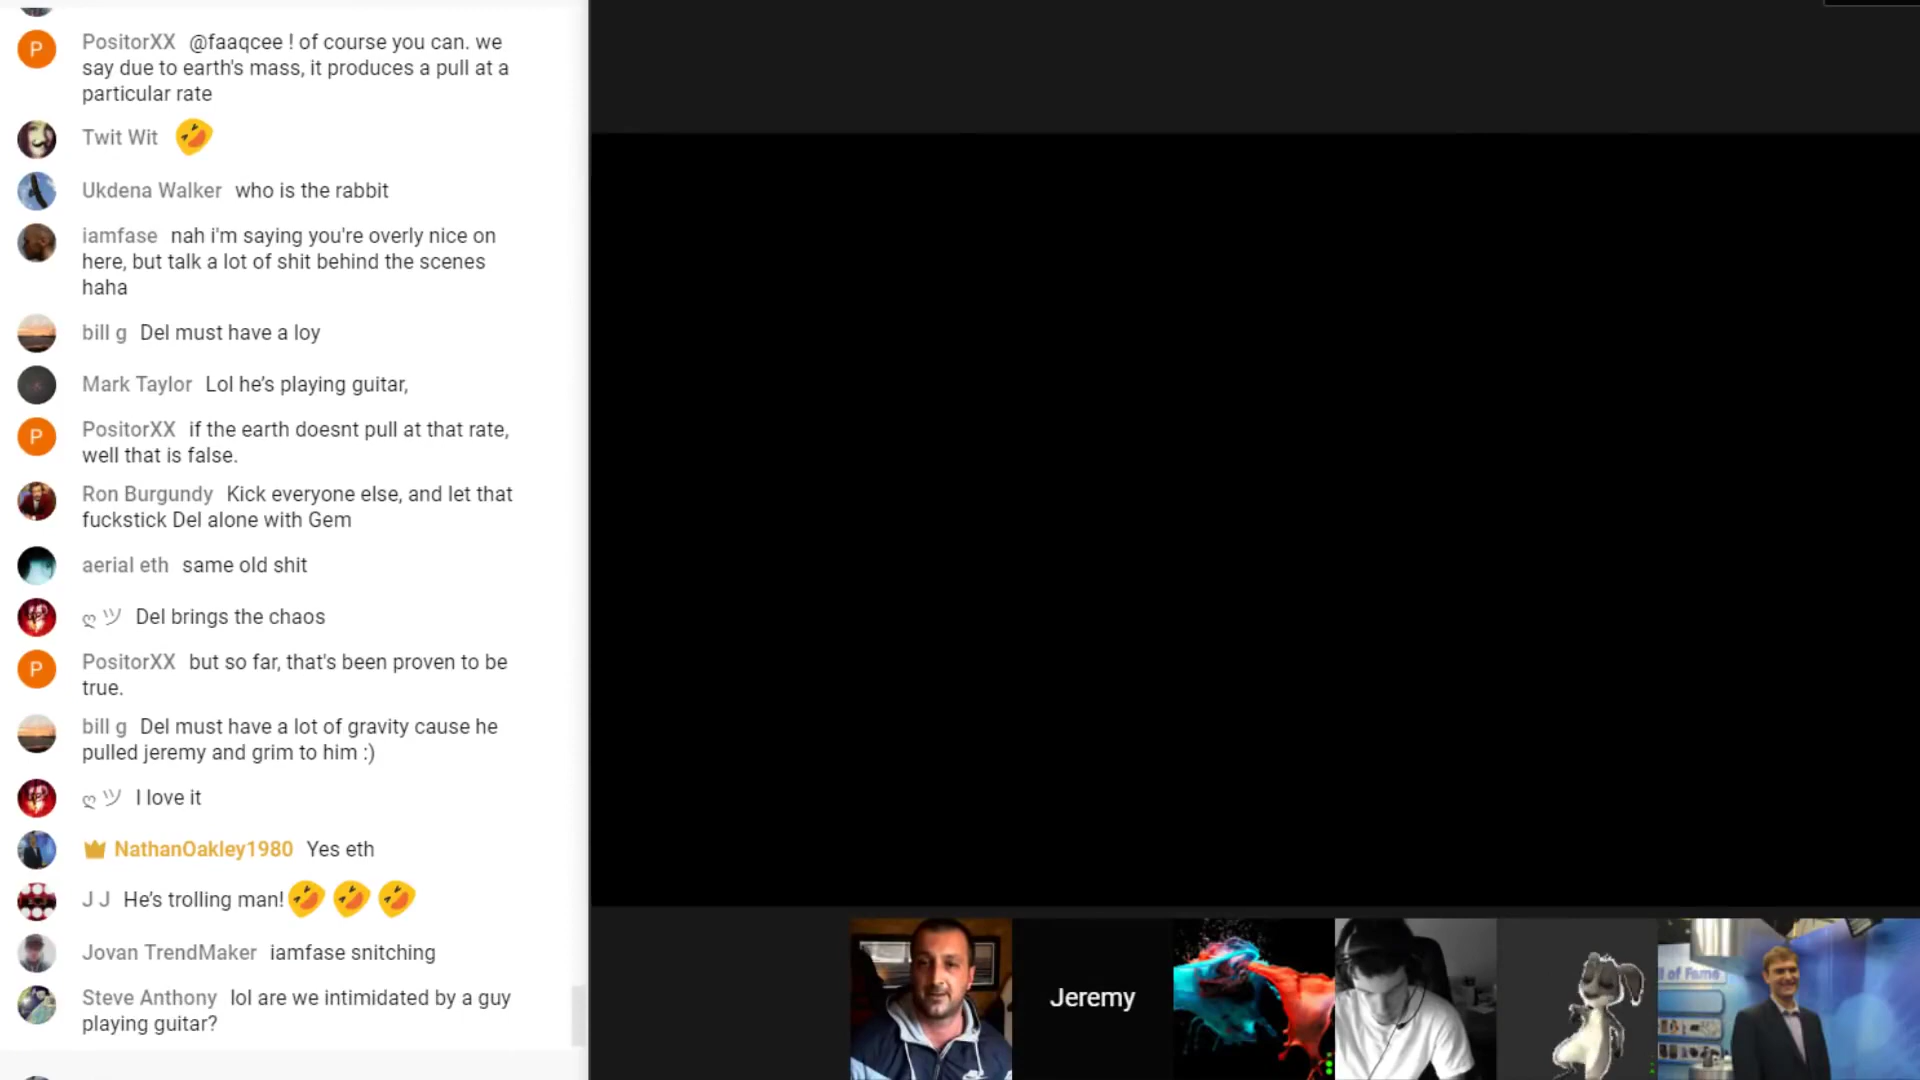 P PositorXX @faaqcee ! of course you can. we
say due to earth's mass, it produces a pull at a
particular rate
Twit Wit 🤣
Ukdena Walker who is the rabbit
iamfase nah i'm saying you're overly nice on
here, but talk a lot of shit behind the scenes
haha
bill g Del must have a loy
Mark Taylor Lol he's playing guitar,
P PositorXX if the earth doesnt pull at that rate,
well that is false.
Ron Burgundy Kick everyone else, and let that
fuckstick Del alone with Gem
aerial eth same old shit
ღ ツ Del brings the chaos
P PositorXX but so far, that's been proven to be
true.
bill g Del must have a lot of gravity cause he
pulled jeremy and grim to him :)
ღ ツ I love it
NathanOakley1980 Yes eth
J J He's trolling man!🤣🤣🤣
Jovan TrendMaker iamfase snitching
Steve Anthony lol are we intimidated by a guy
playing guitar?
Jeremy
of Fame